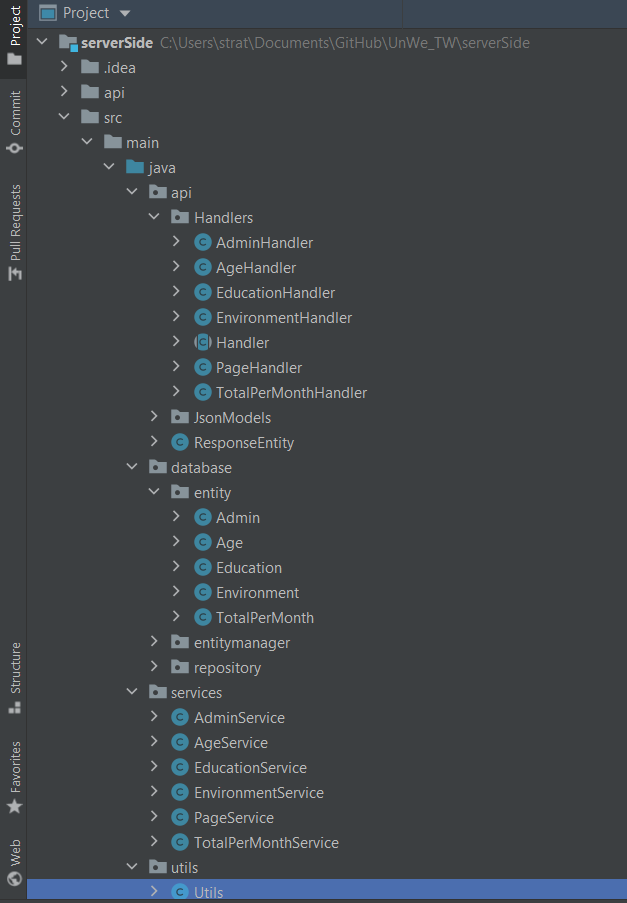 Project
serverSide C:\Users\strat\Documents\GitHub\UnWe_TW\serverSide
.idea
api
src
main
java
api
Handlers
C AdminHandler
C AgeHandler
C EducationHandler
C EnvironmentHandler
C Handler
C PageHandler
C TotalPerMonthHandler
JsonModels
C ResponseEntity
database
entity
C Admin
C Age
C Education
C Environment
C TotalPerMonth
entitymanager
repository
services
C AdminService
C AgeService
C EducationService
C EnvironmentService
C PageService
C TotalPerMonthService
utils
C Utils
Project
Commit
Pull Requests
Structure
Favorites
Web